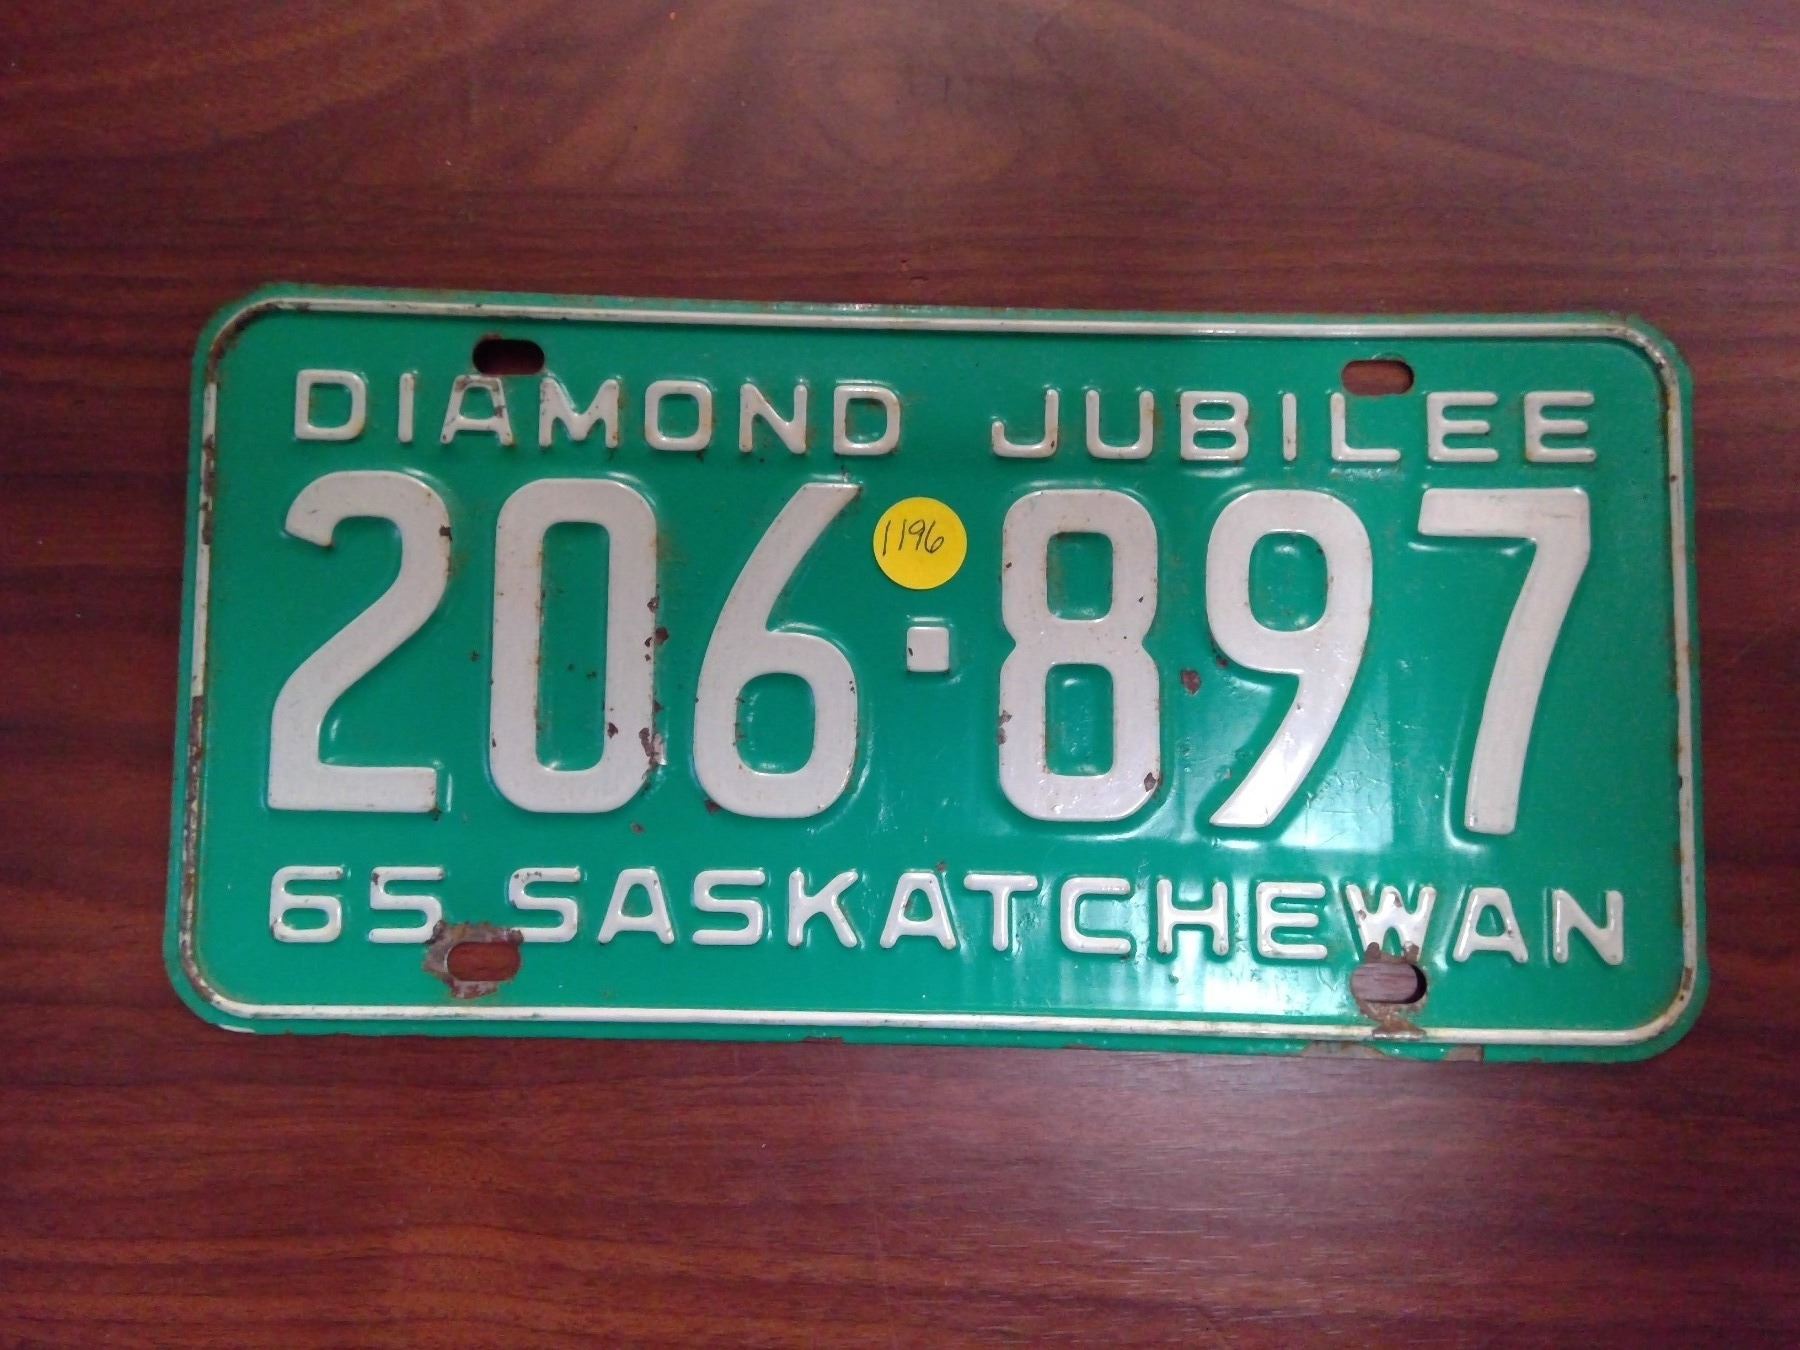 DIAMOND JUBILEE
1196
206·897
65 SASKATCHEWAN